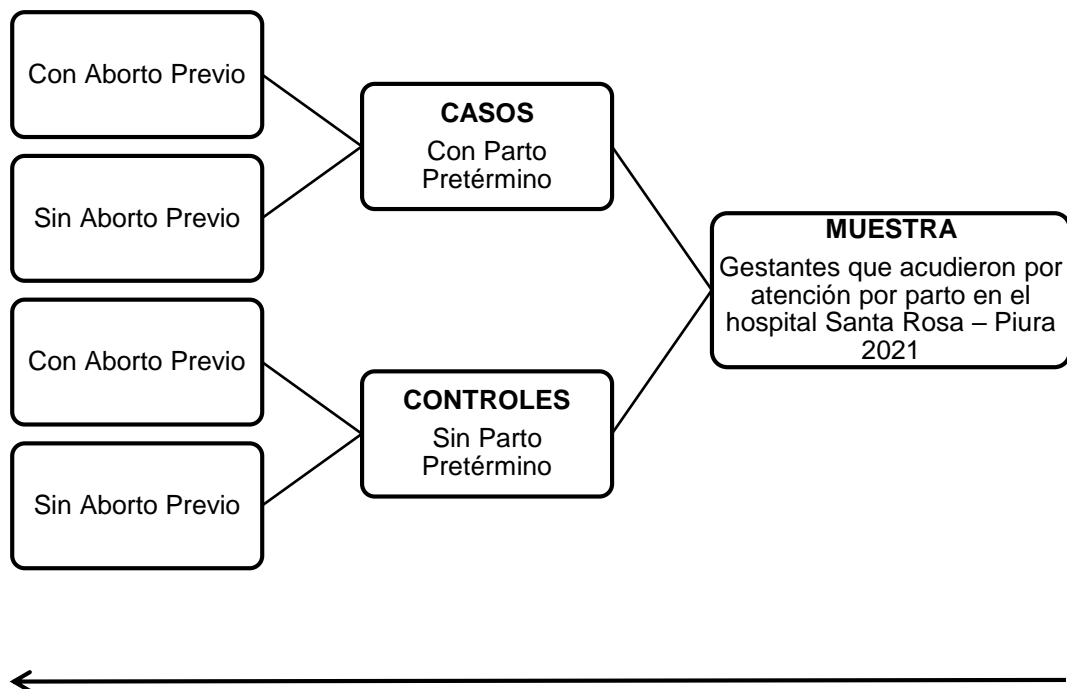 Con Aborto Previo
Sin Aborto Previo
Con Aborto Previo
Sin Aborto Previo
CASOS
Con Parto
Pretérmino
CONTROLES
Sin Parto
Pretérmino
MUESTRA
Gestantes que acudieron por
atención por parto en el
hospital Santa Rosa – Piura
2021